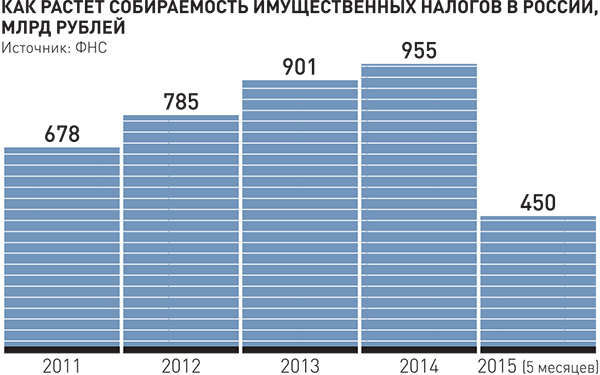 КАК РАСТЕТ СОБИРАЕМОСТЬ ИМУЩЕСТВЕННЫХ НАЛОГОВ В РОССИИ,
МЛРД РУБЛЕЙ
Источник: ФНС
678
785
901
955
450
2011
2012
2013
2014
2015 (5 месяцев)